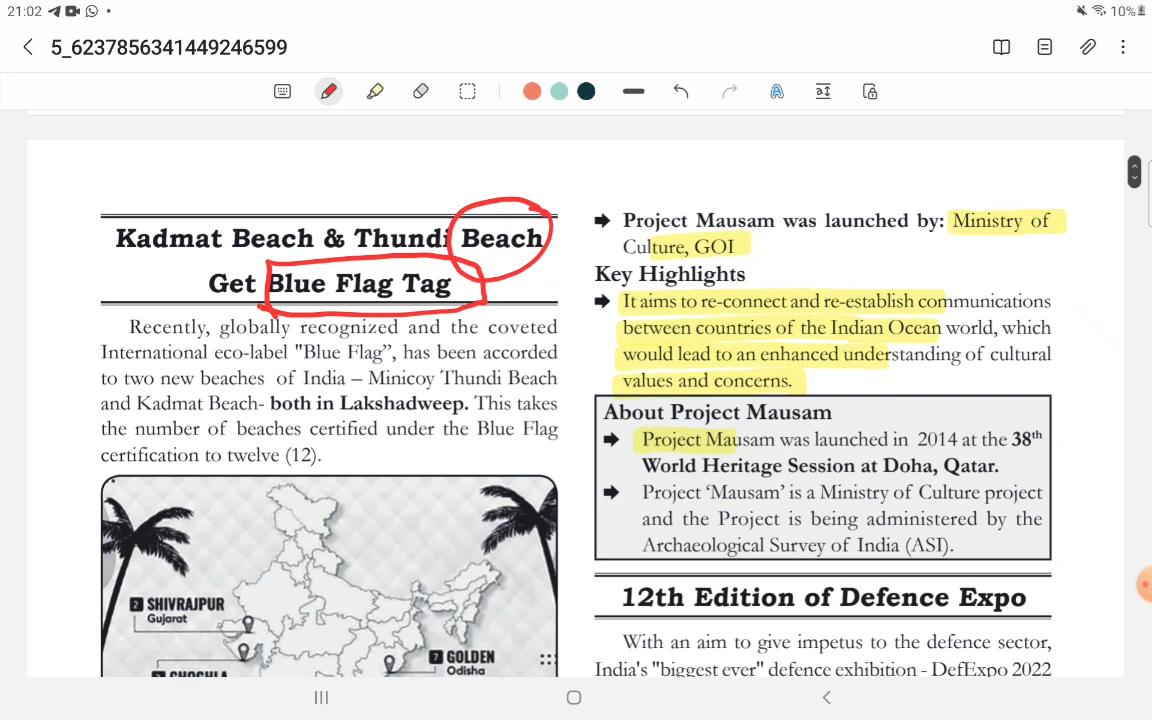 21:02
10%
5_6237856341449246599
Kadmat Beach & Thundi Beach
Get Blue Flag Tag
Recently, globally recognized and the coveted
International eco-label "Blue Flag”, has been accorded
to two new beaches of India – Minicoy Thundi Beach
and Kadmat Beach- both in Lakshadweep. This takes
the number of beaches certified under the Blue Flag
certification to twelve (12).
2 SHIVRAJPUR
Gujarat
7 GOLDEN
Odisha
Project Mausam was launched by: Ministry of
Culture, GOI
Key Highlights
It aims to re-connect and re-establish communications
between countries of the Indian Ocean world, which
would lead to an enhanced understanding of cultural
values and concerns.
About Project Mausam
Project Mausam was launched in 2014 at the 38th
World Heritage Session at Doha, Qatar.
Project ‘Mausam’ is a Ministry of Culture project
and the Project is being administered by the
Archaeological Survey of India (ASI).
12th Edition of Defence Expo
With an aim to give impetus to the defence sector,
India's "biggest ever" defence exhibition - DefExpo 2022